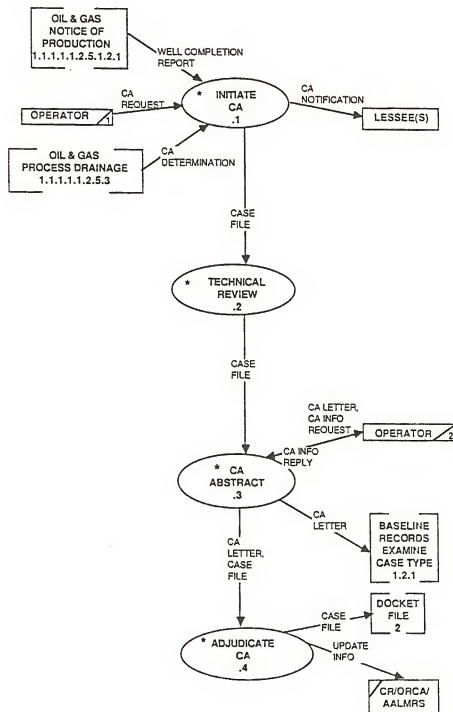 OIL & GAS
NOTICE OF
PRODUCTION
1.1.1.1.1.2.5.1.2.1
WELL COMPLETION
REPORT
CA
REQUEST
OPERATOR 1
* INITIATE
CA
.1
CA
NOTIFICATION
LESSEE(S)
OIL & GAS
PROCESS DRAINAGE
1.1.1.1.1.2.5.3
CA
DETERMINATION
CASE
FILE
* TECHNICAL
REVIEW
.2
CASE
FILE
CA LETTER,
CA INFO
REQUEST
OPERATOR 2
CA INFO
REPLY
* CA
ABSTRACT
.3
CA
LETTER
BASELINE
RECORDS
EXAMINE
CASE TYPE
1.2.1
CA
LETTER,
CASE
FILE
CASE
FILE
DOCKET
FILE
2
* ADJUDICATE
CA
.4
UPDATE
INFO
CR/ORCA/
AALMRS